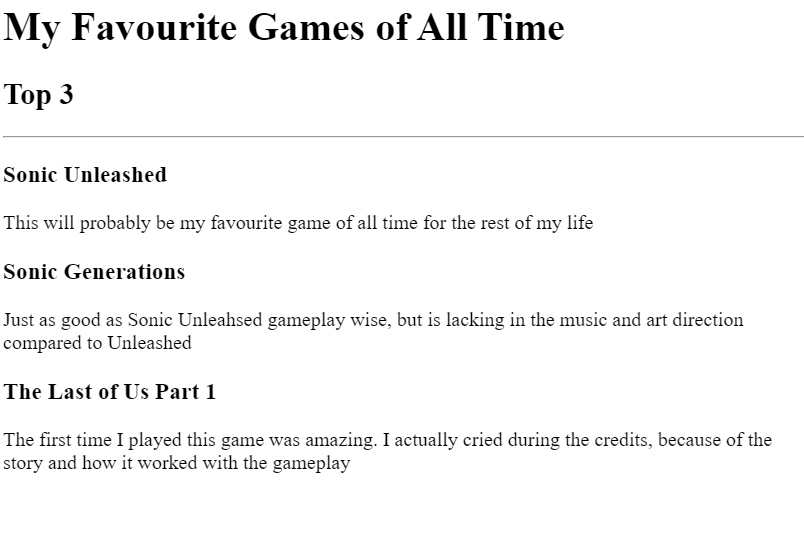 My Favourite Games of All Time
Top 3
Sonic Unleashed
This will probably be my favourite game of all time for the rest of my life
Sonic Generations
Just as good as Sonic Unleahsed gameplay wise, but is lacking in the music and art direction
compared to Unleashed
The Last of Us Part 1
The first time I played this game was amazing. I actually cried during the credits, because of the
story and how it worked with the gameplay